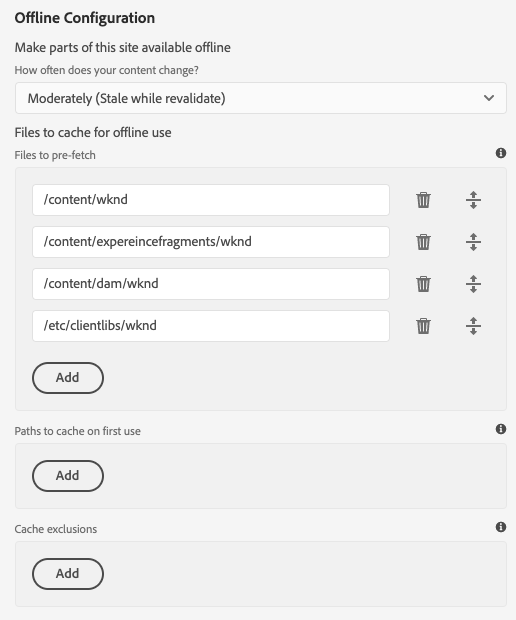 Offline Configuration
Make parts of this site available offline
How often does your content change?
Moderately (Stale while revalidate)
Files to cache for offline use
Files to pre-fetch
/content/wknd
/content/expereincefragments/wknd
/content/dam/wknd
/etc/clientlibs/wknd
Add
Paths to cache on first use
Add
Cache exclusions
Add